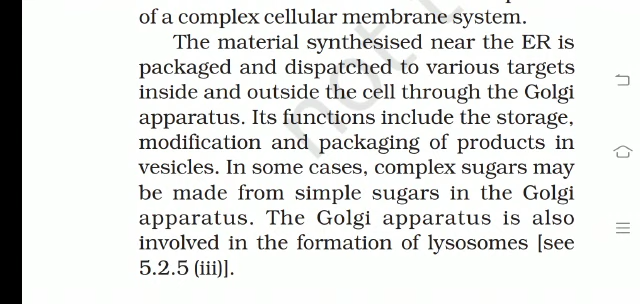 of a complex cellular membrane system.
The material synthesised near the ER is
packaged and dispatched to various targets
inside and outside the cell through the Golgi
apparatus. Its functions include the storage,
modification and packaging of products in
vesicles. In some cases, complex sugars may
be made from simple sugars in the Golgi
apparatus. The Golgi apparatus is also
involved in the formation of lysosomes [see
5.2.5 (iii)].
not